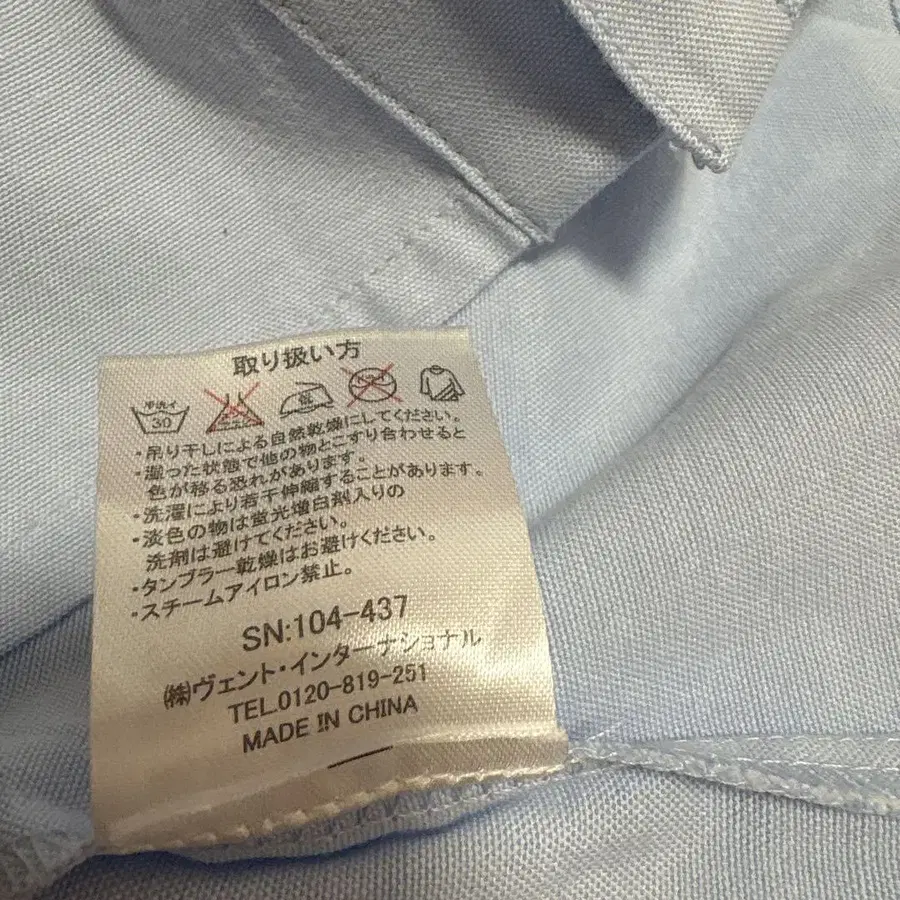 取り扱い方
手洗イ
30
・吊り干しによる自然乾燥にしてください。
・湿った状態で他の物とこすり合わせると
色が移る恐れがあります。
・洗濯により若干伸縮することがあります。
・淡色の物は蛍光増白剤入りの
洗剤は避けてください。
・タンブラー乾燥はお避けください。
・スチームアイロン禁止。
SN:104-437
㈱ヴェント・インターナショナル
TEL.0120-819-251
MADE IN CHINA